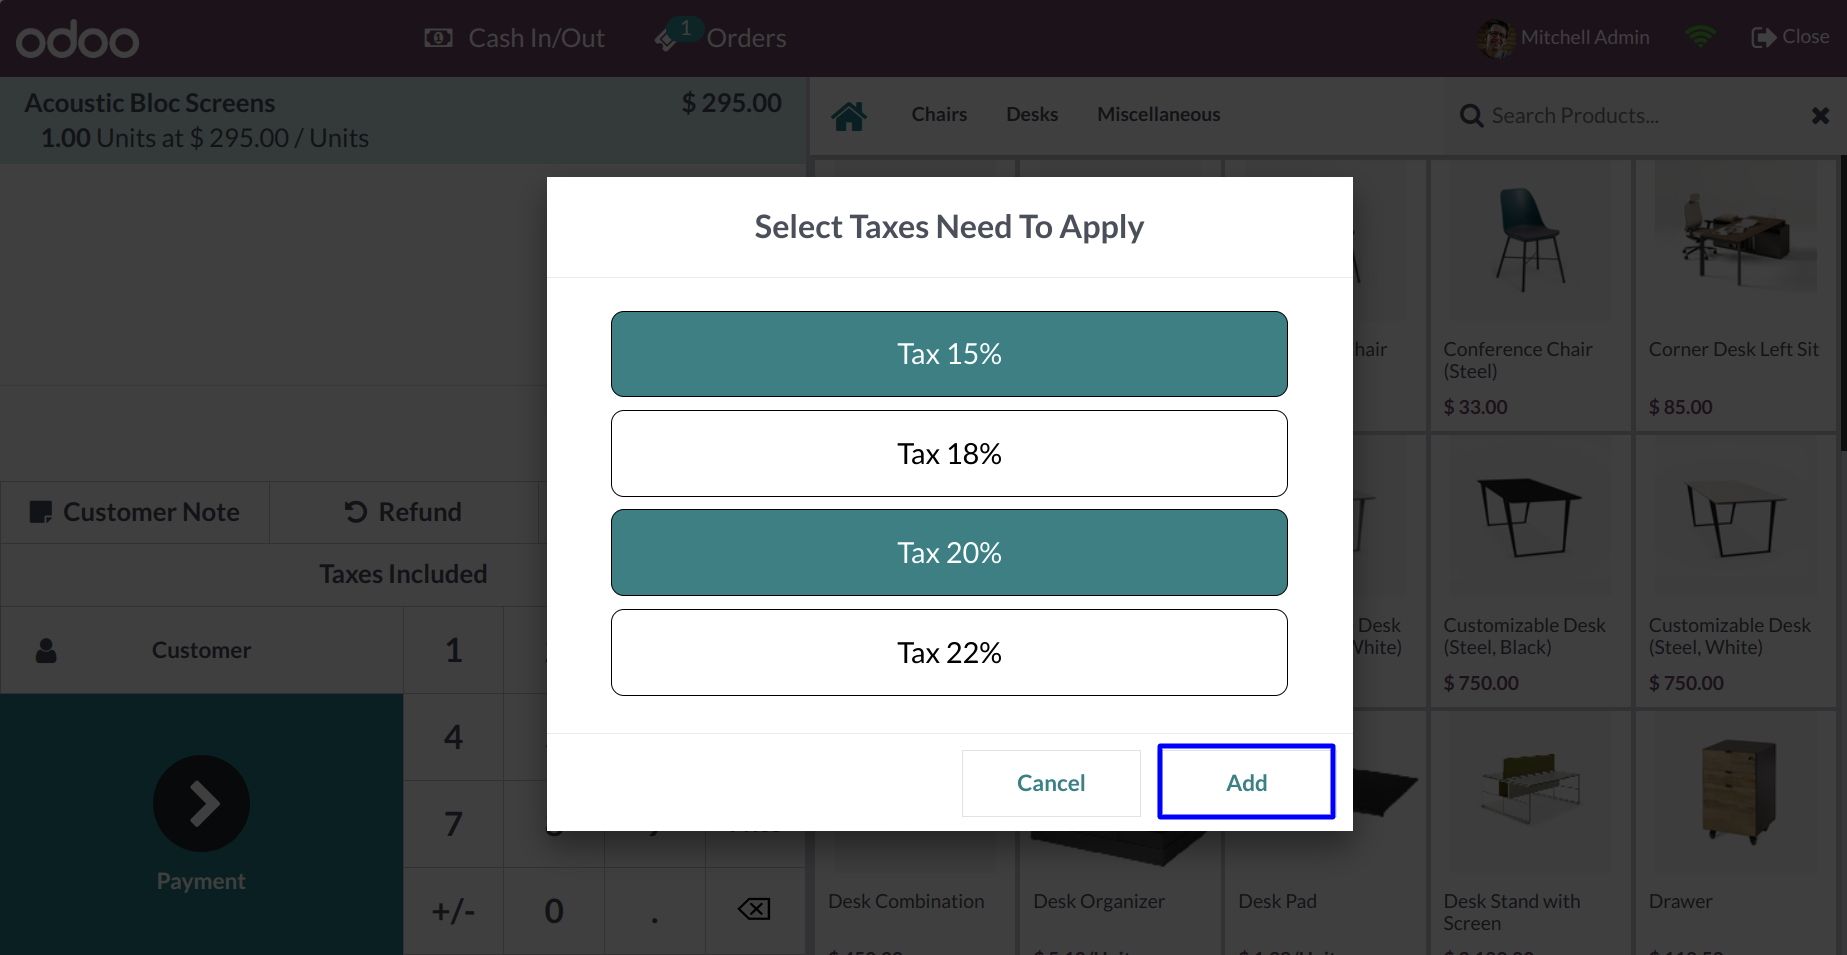 odoo
Cash In/Out
1
Orders
Mitchell Admin
Close
Acoustic Bloc Screens
$ 295.00
1.00 Units at $ 295.00 / Units
Chairs
Desks
Miscellaneous
Search Products...
Select Taxes Need To Apply
Tax 15%
Tax 18%
Tax 20%
Tax 22%
Cancel
Add
Customer Note
Refund
Taxes Included
Customer
1
4
7
+/-
0
.
Payment
Conference Chair
(Steel)
$ 33.00
Corner Desk Left Sit
$ 85.00
Desk
Customizable Desk
(Steel, Black)
$ 750.00
Customizable Desk
(Steel, White)
$ 750.00
Desk Combination
Desk Organizer
Desk Pad
Desk Stand with
Screen
Drawer